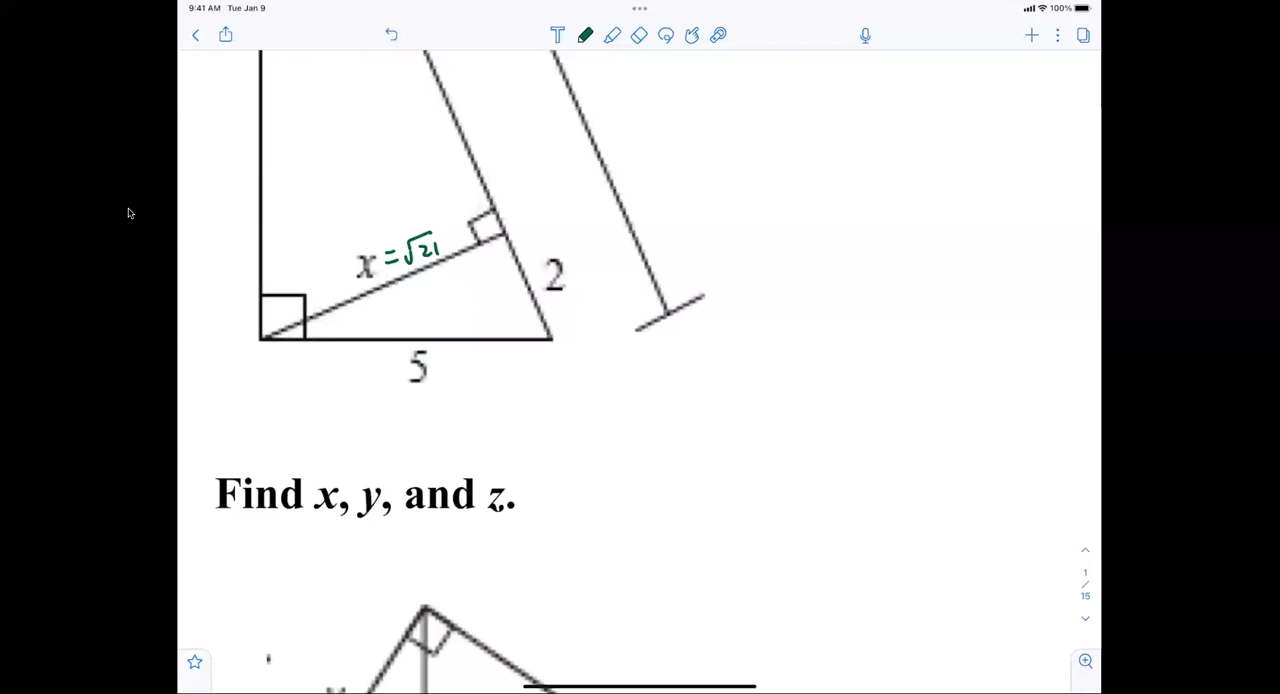 9:41 AM Tue Jan 9
100%
T
x = √21
2
5
Find x, y, and z.
1
/
15